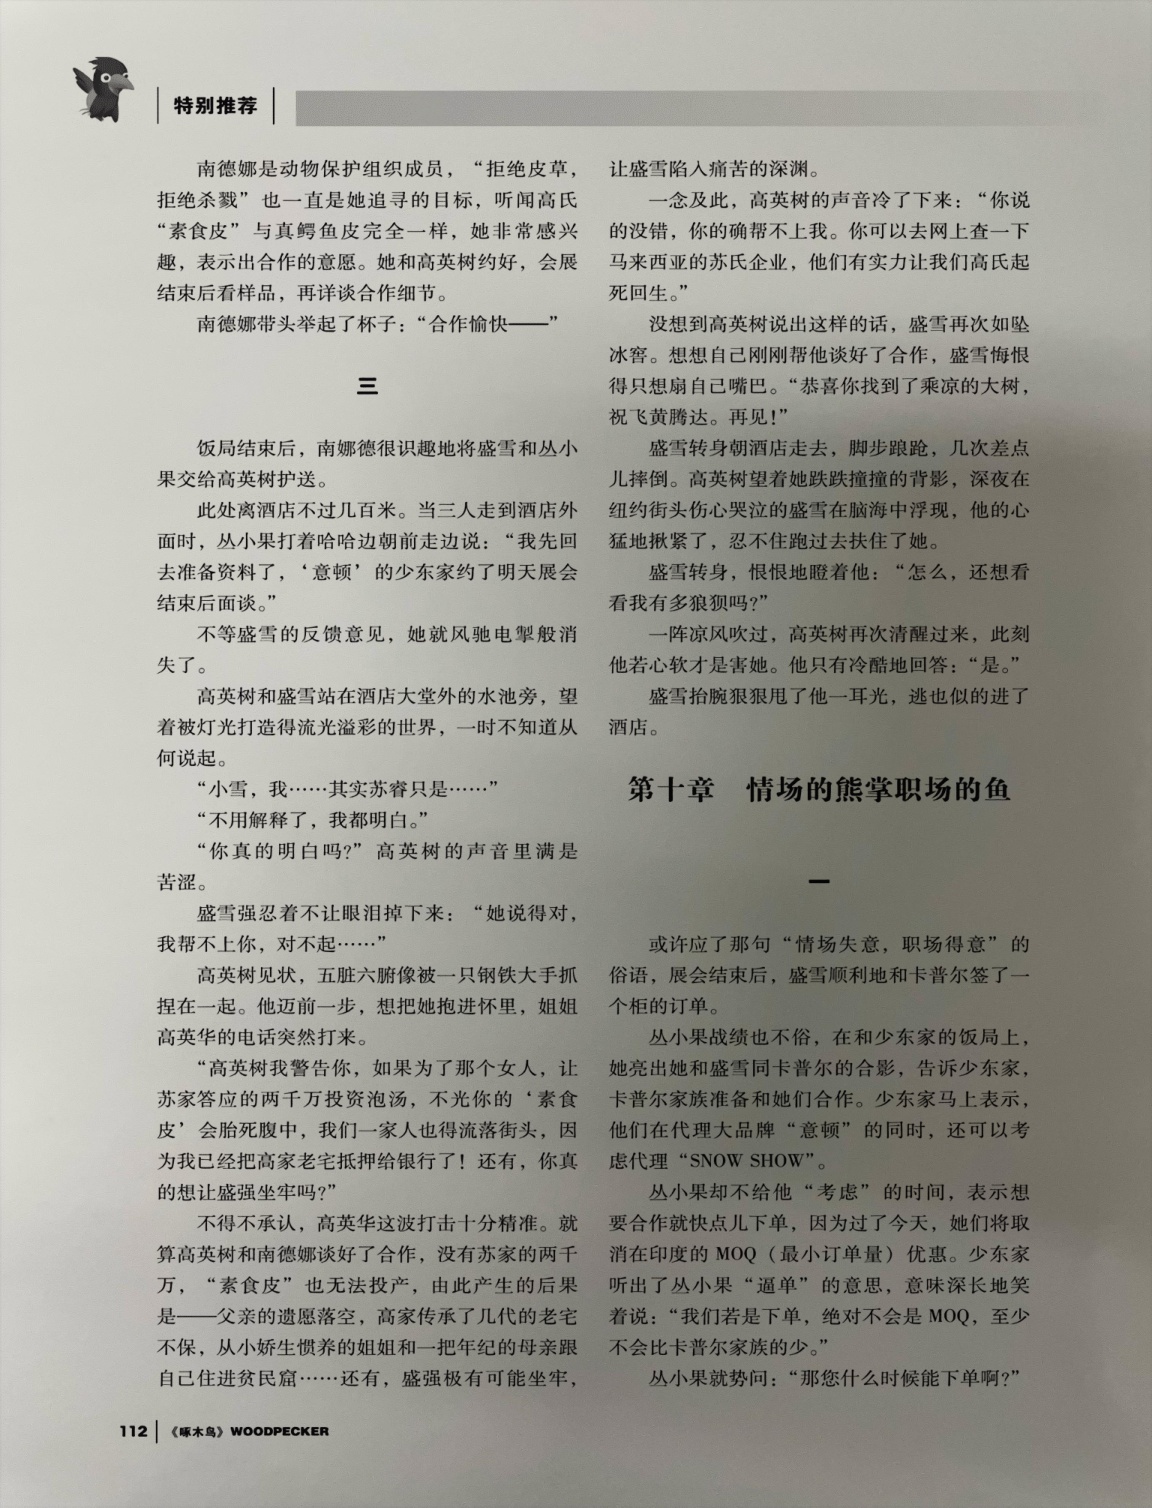 特别推荐
南德娜是动物保护组织成员，“拒绝皮草，
拒绝杀戮”也一直是她追寻的目标，听闻高氏
“素食皮”与真鳄鱼皮完全一样，她非常感兴
趣，表示出合作的意愿。她和高英树约好，会展
结束后看样品，再详谈合作细节。
南德娜带头举起了杯子：“合作愉快——”
三
饭局结束后，南娜德很识趣地将盛雪和丛小
果交给高英树护送。
此处离酒店不过几百米。当三人走到酒店外
面时，丛小果打着哈哈边朝前走边说：“我先回
去准备资料了，‘意顿’的少东家约了明天展会
结束后面谈。”
不等盛雪的反馈意见，她就风驰电掣般消
失了。
高英树和盛雪站在酒店大堂外的水池旁，望
着被灯光打造得流光溢彩的世界，一时不知道从
何说起。
“小雪，我……其实苏睿只是……”
“不用解释了，我都明白。”
“你真的明白吗?”高英树的声音里满是
苦涩。
盛雪强忍着不让眼泪掉下来：“她说得对，
我帮不上你，对不起……”
高英树见状，五脏六腑像被一只钢铁大手抓
捏在一起。他迈前一步，想把她抱进怀里，姐姐
高英华的电话突然打来。
“高英树我警告你，如果为了那个女人，让
苏家答应的两千万投资泡汤，不光你的‘素食
皮’会胎死腹中，我们一家人也得流落街头，因
为我已经把高家老宅抵押给银行了！还有，你真
的想让盛强坐牢吗?”
不得不承认，高英华这波打击十分精准。就
算高英树和南德娜谈好了合作，没有苏家的两千
万，“素食皮”也无法投产，由此产生的后果
是——父亲的遗愿落空，高家传承了几代的老宅
不保，从小娇生惯养的姐姐和一把年纪的母亲跟
自己住进贫民窟……还有，盛强极有可能坐牢，
让盛雪陷入痛苦的深渊。
一念及此，高英树的声音冷了下来：“你说
的没错，你的确帮不上我。你可以去网上查一下
马来西亚的苏氏企业，他们有实力让我们高氏起
死回生。”
没想到高英树说出这样的话，盛雪再次如坠
冰窖。想想自己刚刚帮他谈好了合作，盛雪悔恨
得只想扇自己嘴巴。“恭喜你找到了乘凉的大树，
祝飞黄腾达。再见！”
盛雪转身朝酒店走去，脚步踉跄，几次差点
儿摔倒。高英树望着她跌跌撞撞的背影，深夜在
纽约街头伤心哭泣的盛雪在脑海中浮现，他的心
猛地揪紧了，忍不住跑过去扶住了她。
盛雪转身，恨恨地瞪着他：“怎么，还想看
看我有多狼狈吗?”
一阵凉风吹过，高英树再次清醒过来，此刻
他若心软才是害她。他只有冷酷地回答：“是。”
盛雪抬腕狠狠甩了他一耳光，逃也似的进了
酒店。
第十章　情场的熊掌职场的鱼
一
或许应了那句“情场失意，职场得意”的
俗语，展会结束后，盛雪顺利地和卡普尔签了一
个柜的订单。
丛小果战绩也不俗，在和少东家的饭局上，
她亮出她和盛雪同卡普尔的合影，告诉少东家，
卡普尔家族准备和她们合作。少东家马上表示，
他们在代理大品牌“意顿”的同时，还可以考
虑代理“SNOW SHOW”。
丛小果却不给他“考虑”的时间，表示想
要合作就快点儿下单，因为过了今天，她们将取
消在印度的 MOQ（最小订单量）优惠。少东家
听出了丛小果“逼单”的意思，意味深长地笑
着说：“我们若是下单，绝对不会是 MOQ，至少
不会比卡普尔家族的少。”
丛小果就势问：“那您什么时候能下单啊?”
112 《啄木鸟》WOODPECKER